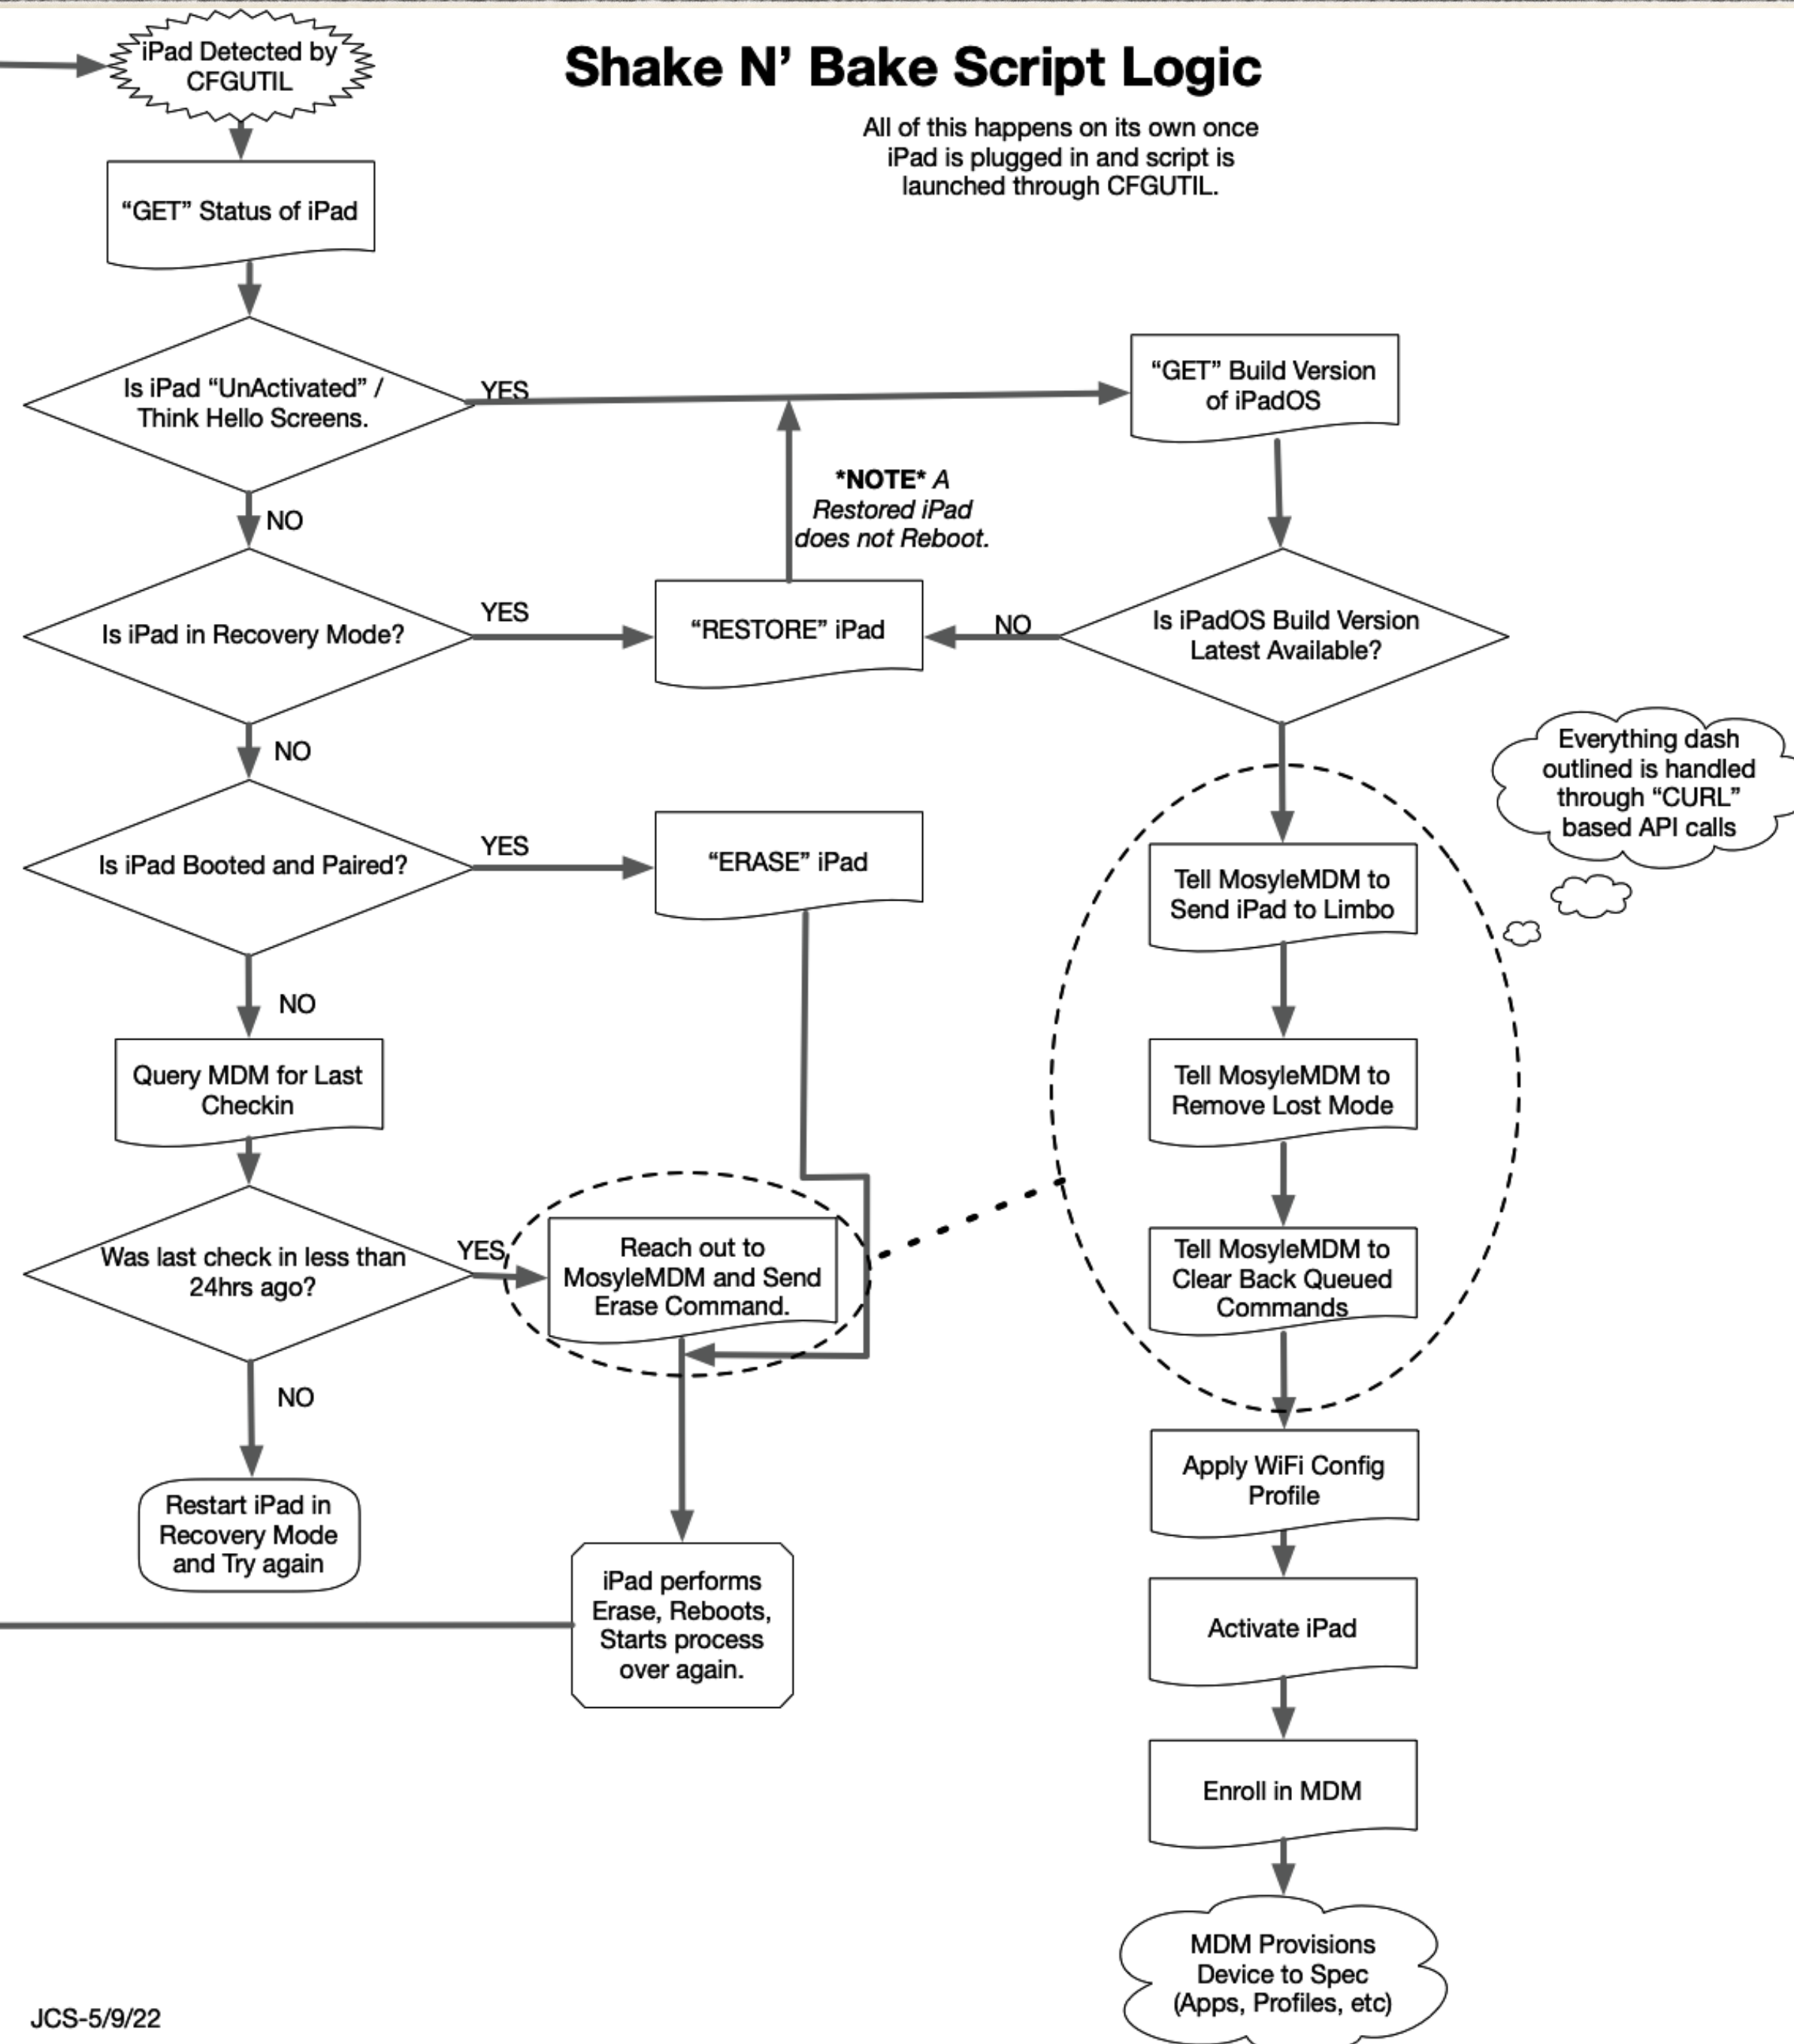 Shake N’ Bake Script Logic
All of this happens on its own once
iPad is plugged in and script is
launched through CFGUTIL.
iPad Detected by
CFGUTIL
“GET” Status of iPad
Is iPad “UnActivated” /
Think Hello Screens.
YES
“GET” Build Version
of iPadOS
NO
*NOTE* A
Restored iPad
does not Reboot.
Is iPad in Recovery Mode?
YES
“RESTORE” iPad
NO
Is iPadOS Build Version
Latest Available?
NO
Everything dash
outlined is handled
through “CURL”
based API calls
Is iPad Booted and Paired?
YES
“ERASE” iPad
Tell MosyleMDM to
Send iPad to Limbo
NO
Query MDM for Last
Checkin
Tell MosyleMDM to
Remove Lost Mode
Was last check in less than
24hrs ago?
YES
Reach out to
MosyleMDM and Send
Erase Command.
Tell MosyleMDM to
Clear Back Queued
Commands
NO
Restart iPad in
Recovery Mode
and Try again
Apply WiFi Config
Profile
iPad performs
Erase, Reboots,
Starts process
over again.
Activate iPad
Enroll in MDM
MDM Provisions
Device to Spec
(Apps, Profiles, etc)
JCS-5/9/22